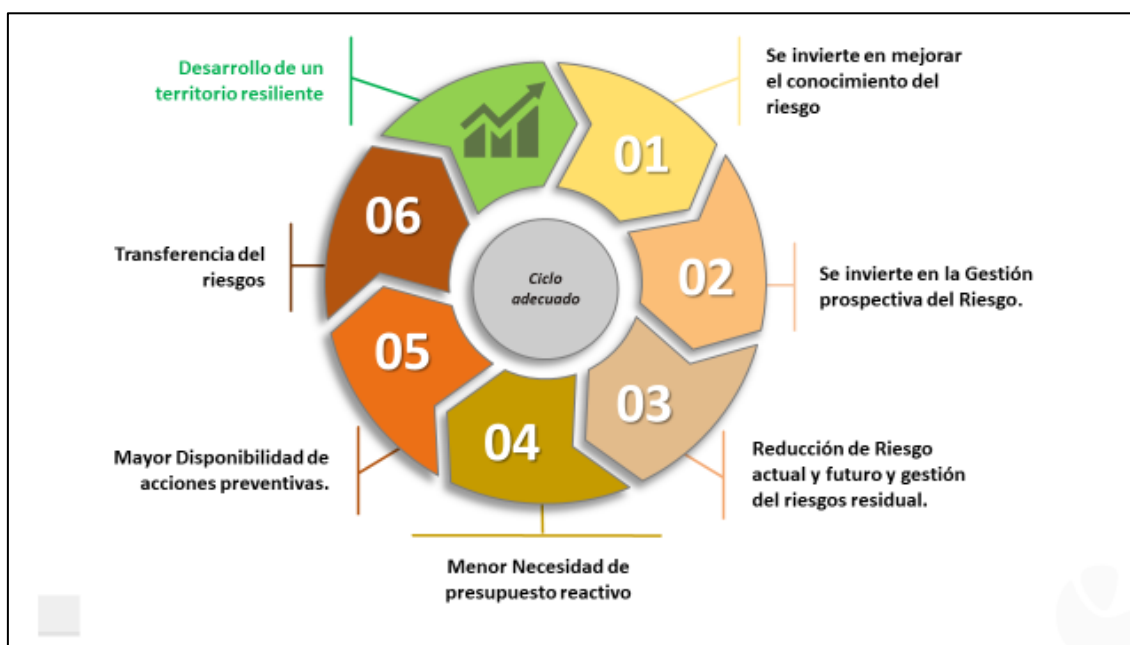 Desarrollo de un
territorio resiliente
Se invierte en mejorar
el conocimiento del
riesgo
01
06
02
Transferencia del
riesgos
Ciclo
adecuado
Se invierte en la Gestión
prospectiva del Riesgo.
05
03
04
Mayor Disponibilidad de
acciones preventivas.
Reducción de Riesgo
actual y futuro y gestión
del riesgos residual.
Menor Necesidad de
presupuesto reactivo